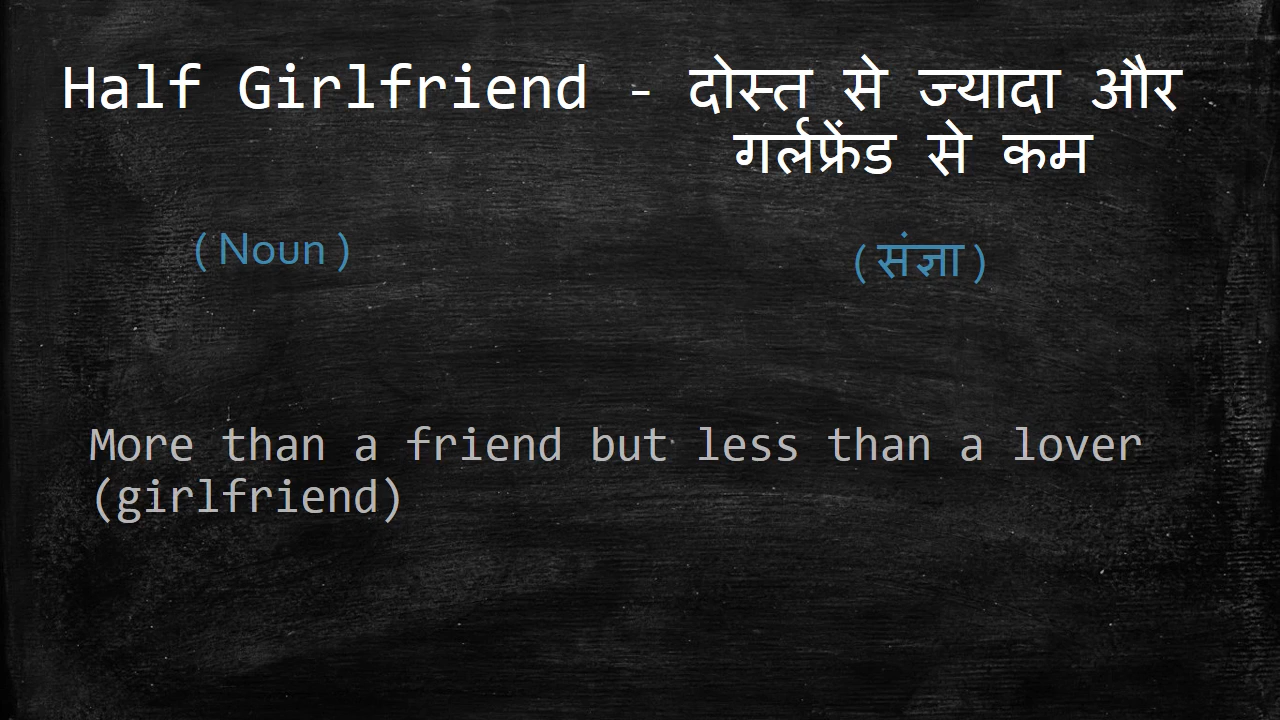 Half Girlfriend - दोस्त से ज्यादा और
गर्लफ्रेंड से कम
(Noun)
(संज्ञा)
More than a friend but less than a lover
(girlfriend)